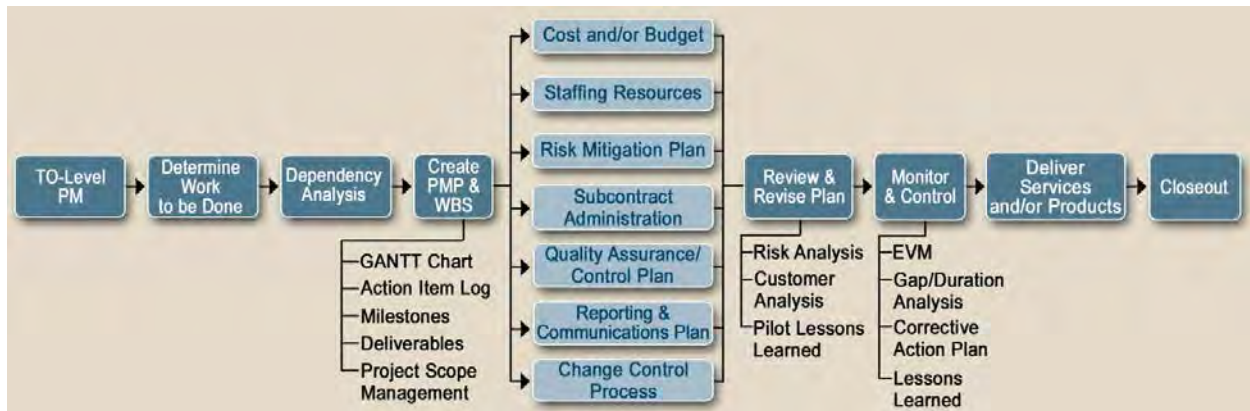 TO-Level
PM
Determine
Work
to be Done
Dependency
Analysis
Create
PMP &
WBS
GANTT Chart
Action Item Log
Milestones
Deliverables
Project Scope
Management
Cost and/or Budget
Staffing Resources
Risk Mitigation Plan
Subcontract
Administration
Quality Assurance/
Control Plan
Reporting &
Communications Plan
Change Control
Process
Review &
Revise Plan
Risk Analysis
Customer
Analysis
Pilot Lessons
Learned
Monitor
& Control
EVM
Gap/Duration
Analysis
Corrective
Action Plan
Lessons
Learned
Deliver
Services
and/or Products
Closeout